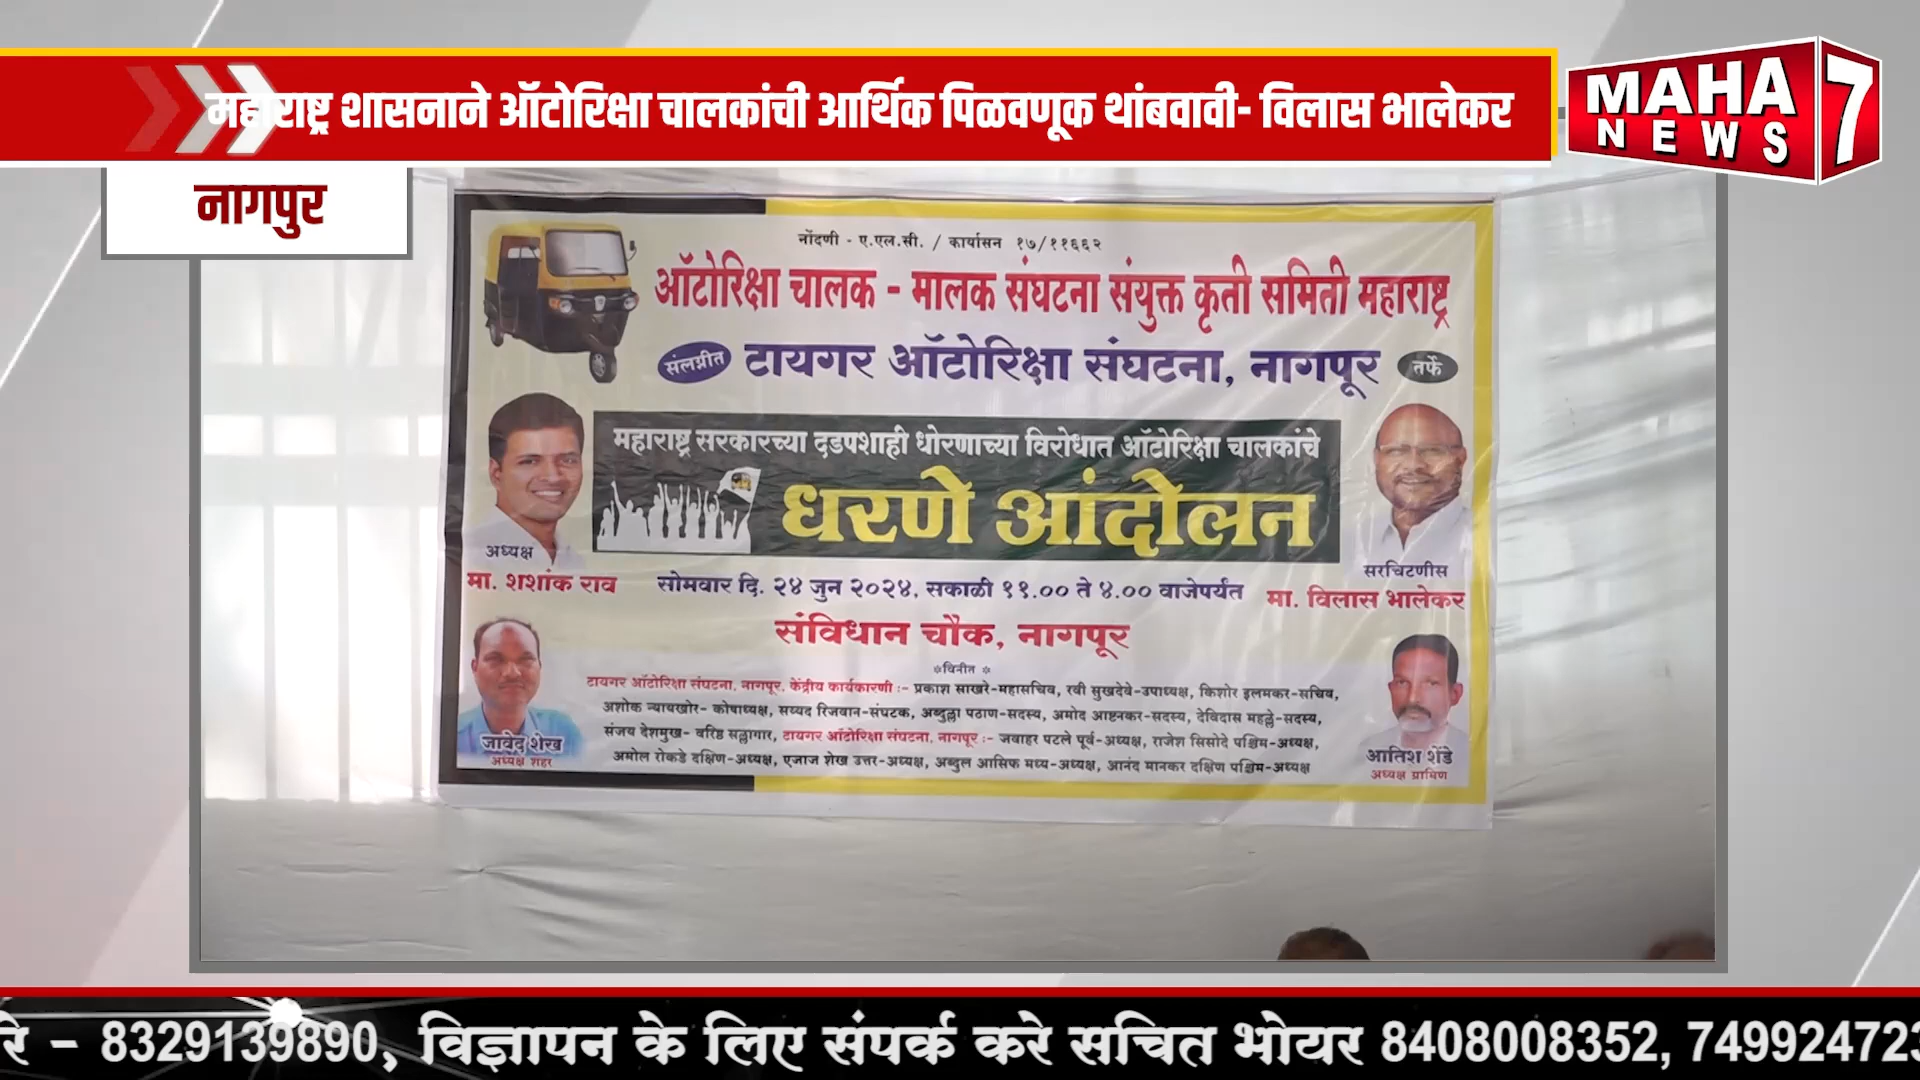 महाराष्ट्र शासनाने ऑटोरिक्षा चालकांची आर्थिक पिळवणूक थांबवावी- विलास भालेकर
MAHA
NEWS
7
नागपुर
नोंदणी - ए.एल.सी. / कार्यासन १७/११६६२
ऑटोरिक्षा चालक - मालक संघटना संयुक्त कृती समिती महाराष्ट्र
संलग्नीत टायगर ऑटोरिक्षा संघटना, नागपूर तर्फे
महाराष्ट्र सरकारच्या दडपशाही धोरणाच्या विरोधात ऑटोरिक्षा चालकांचे
धरणे आंदोलन
अध्यक्ष
मा. शशांक राव
सरचिटणीस
मा. विलास भालेकर
सोमवार दि. २४ जुन २०२४, सकाळी ११.०० ते ४.०० वाजेपर्यंत
संविधान चौक, नागपूर
विनीत
टायगर ऑटोरिक्षा संघटना, नागपूर, केंद्रीय कार्यकारणी :- प्रकाश साखरे-महासचिव, रवी सुखदेवे-उपाध्यक्ष, किशोर इलमकर-सचिव,
अशोक न्यायखोर- कोषाध्यक्ष, सय्यद रिजवान-संघटक, अब्दुल्ला पठाण-सदस्य, अमोद आष्टनकर-सदस्य, देविदास महल्ले-सदस्य,
संजय देशमुख- वरिष्ठ सल्लागार, टायगर ऑटोरिक्षा संघटना, नागपूर :- जवाहर पटले पूर्व-अध्यक्ष, राजेश सिसोदे पश्चिम-अध्यक्ष,
अमोल रोकडे दक्षिण-अध्यक्ष, एजाज शेख उत्तर-अध्यक्ष, अब्दुल आसिफ मध्य-अध्यक्ष, आनंद मानकर दक्षिण पश्चिम-अध्यक्ष
जावेद शेख
अध्यक्ष शहर
आतिश शेंडे
अध्यक्ष ग्रामिण
रि - 8329139890, विज्ञापन के लिए संपर्क करे सचित भोयर 8408008352, 749924723